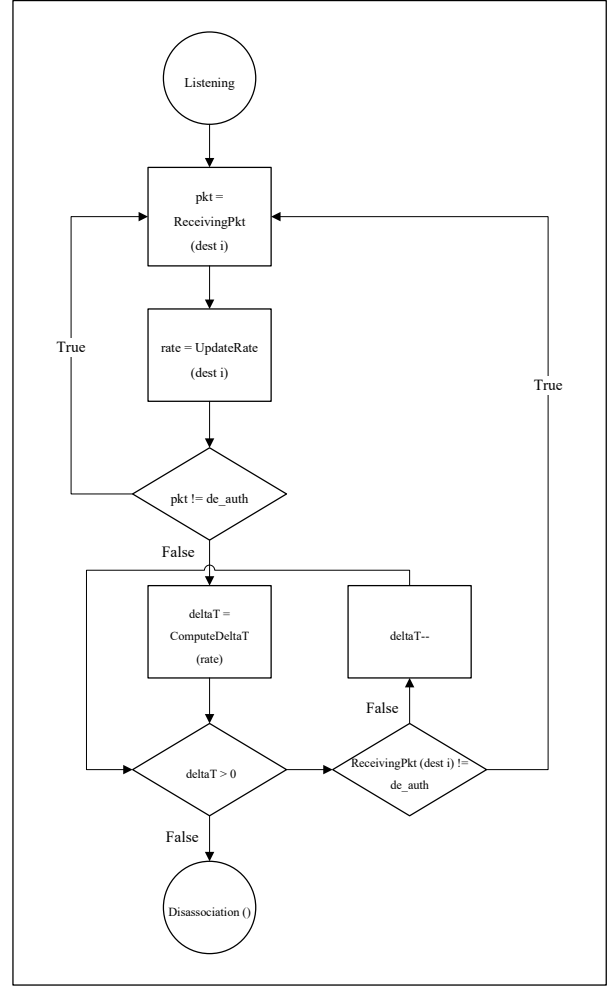 Listening
pkt =
ReceivingPkt
(dest i)
True
rate = UpdateRate
(dest i)
True
pkt != de_auth
False
deltaT =
ComputeDeltaT
(rate)
deltaT--
False
deltaT > 0
ReceivingPkt (dest i) !=
de_auth
False
Disassociation ()